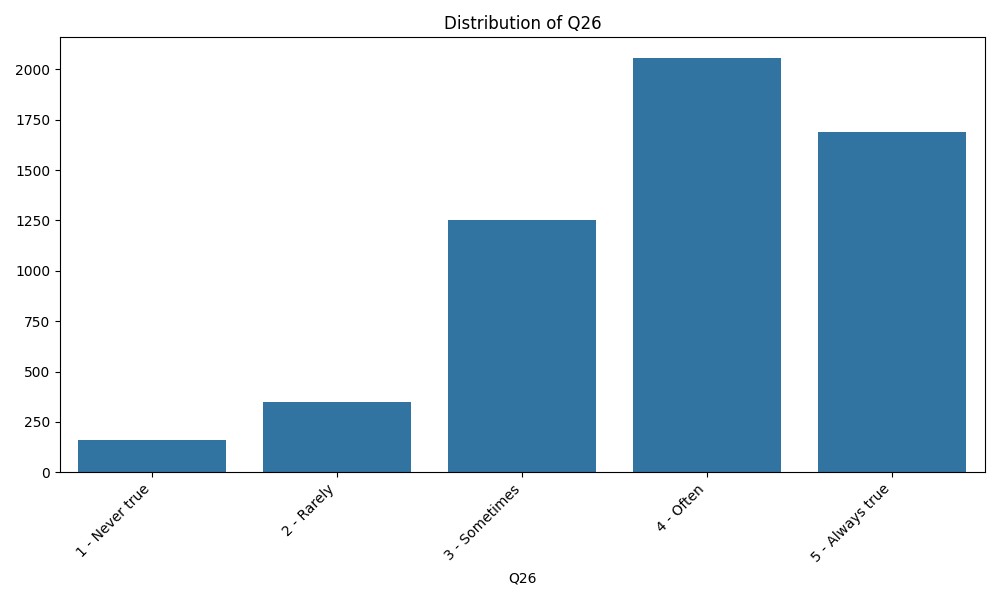 Distribution of Q26
2000
1750
1500
1250
1000
750
500
250
0
1 - Never true
2 - Rarely
3 - Sometimes
4 - Often
5 - Always true
Q26